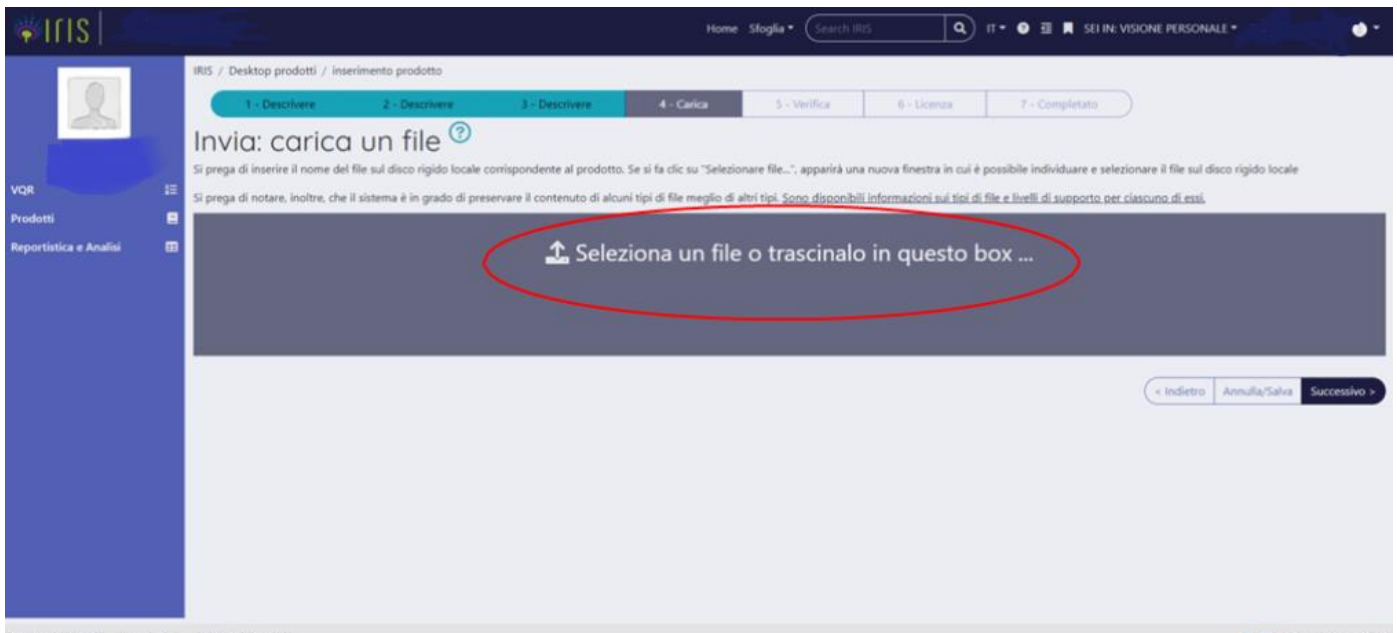 IRIS
Home Sfoglia Search IRIS IT SEI IN: VISIONE PERSONALE
IRIS / Desktop prodotti / inserimento prodotto
1 - Descrivere 2 - Descrivere 3 - Descrivere 4 - Carica 5 - Verifica 6 - Licenza 7 - Completato
Invia: carica un file ?
Si prega di inserire il nome del file sul disco rigido locale corrispondente al prodotto. Se si fa clic su "Selezionare file...", apparirà una nuova finestra in cui è possibile individuare e selezionare il file sul disco rigido locale
Si prega di notare, inoltre, che il sistema è in grado di preservare il contenuto di alcuni tipi di file meglio di altri tipi. Sono disponibili informazioni sui tipi di file e livelli di supporto per ciascuno di essi.
VQR
Prodotti
Reportistica e Analisi
Seleziona un file o trascinalo in questo box ...
< Indietro Annulla/Salva Successivo >